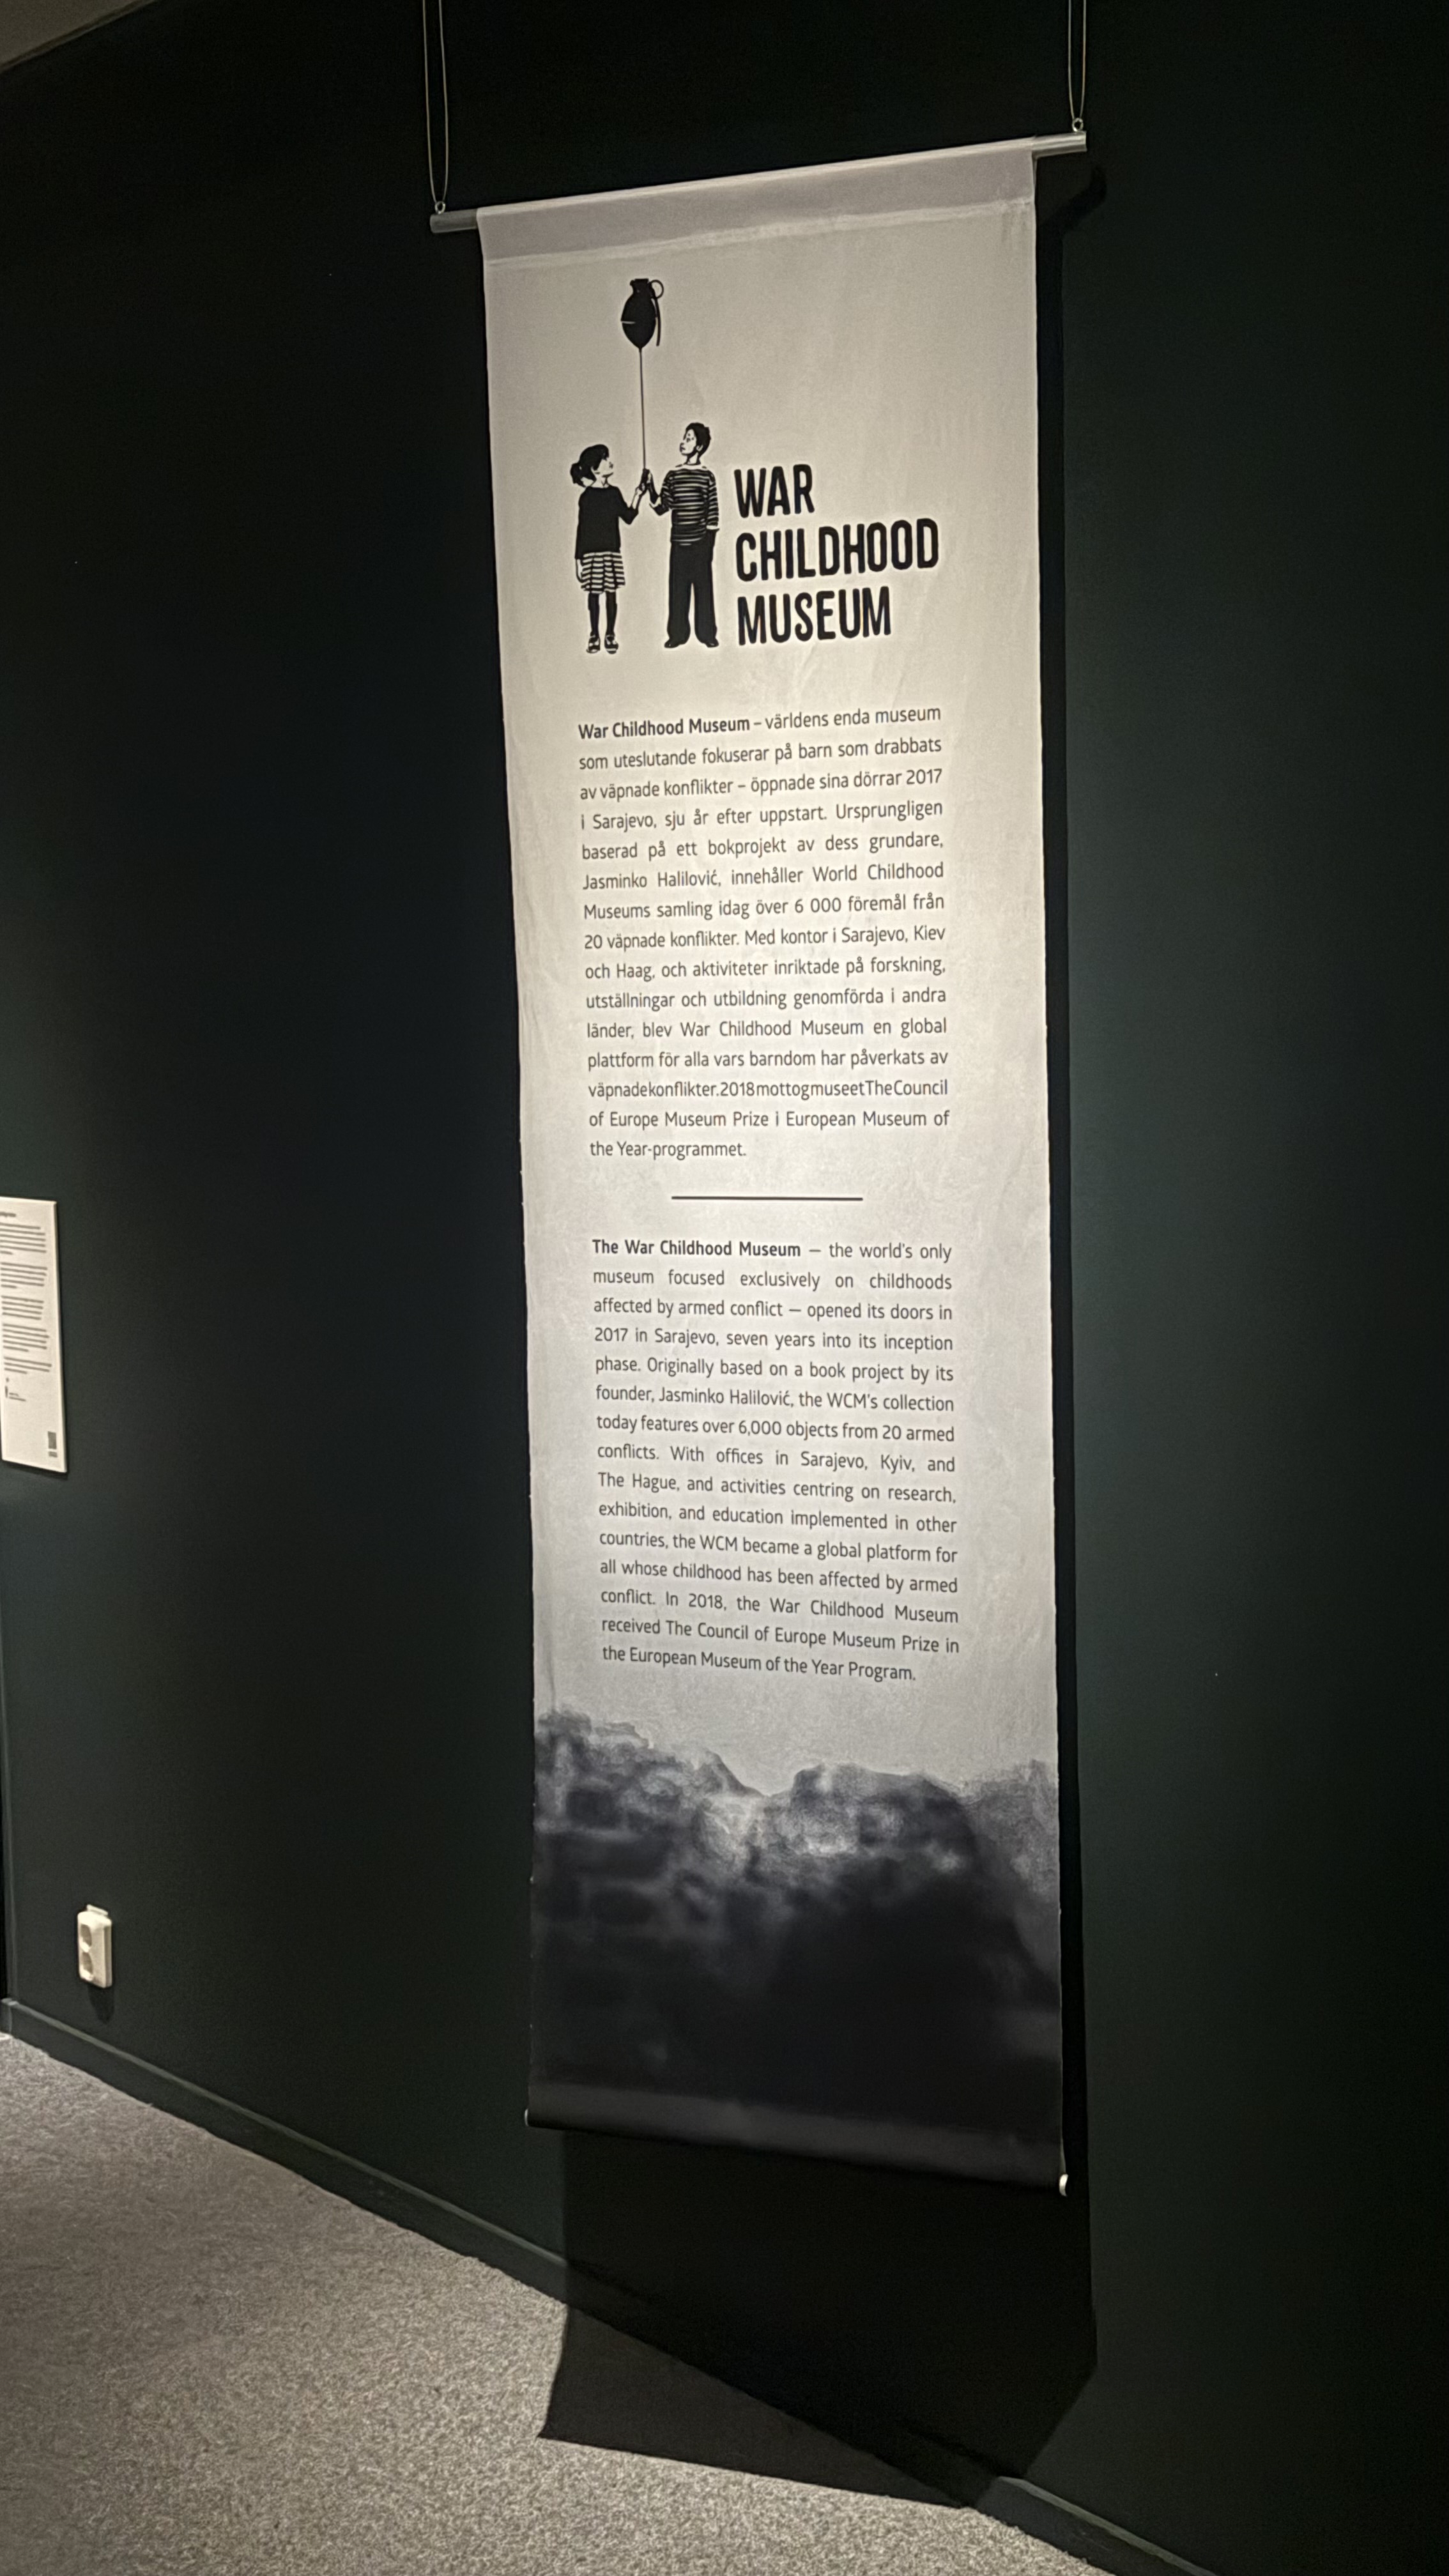 WAR
CHILDHOOD
MUSEUM
War Childhood Museum – världens enda museum
som uteslutande fokuserar på barn som drabbats
av väpnade konflikter – öppnade sina dörrar 2017
i Sarajevo, sju år efter uppstart. Ursprungligen
baserad på ett bokprojekt av dess grundare,
Jasminko Halilović, innehåller World Childhood
Museums samling idag över 6 000 föremål från
20 väpnade konflikter. Med kontor i Sarajevo, Kiev
och Haag, och aktiviteter inriktade på forskning,
utställningar och utbildning genomförda i andra
länder, blev War Childhood Museum en global
plattform för alla vars barndom har påverkats av
väpnade konflikter. 2018 mottog museet The Council
of Europe Museum Prize i European Museum of
the Year-programmet.
The War Childhood Museum — the world's only
museum focused exclusively on childhoods
affected by armed conflict — opened its doors in
2017 in Sarajevo, seven years into its inception
phase. Originally based on a book project by its
founder, Jasminko Halilović, the WCM's collection
today features over 6,000 objects from 20 armed
conflicts. With offices in Sarajevo, Kyiv, and
The Hague, and activities centring on research,
exhibition, and education implemented in other
countries, the WCM became a global platform for
all whose childhood has been affected by armed
conflict. In 2018, the War Childhood Museum
received The Council of Europe Museum Prize in
the European Museum of the Year Program.